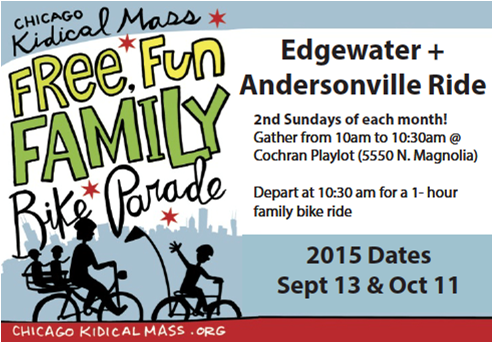 CHICAGO
Kidical Mass
FREE, FUN
FAMILY
Bike Parade
CHICAGO KIDICAL MASS .ORG
Edgewater +
Andersonville Ride
2nd Sundays of each month!
Gather from 10am to 10:30am @
Cochran Playlot (5550 N. Magnolia)
Depart at 10:30 am for a 1- hour
family bike ride
2015 Dates
Sept 13 & Oct 11